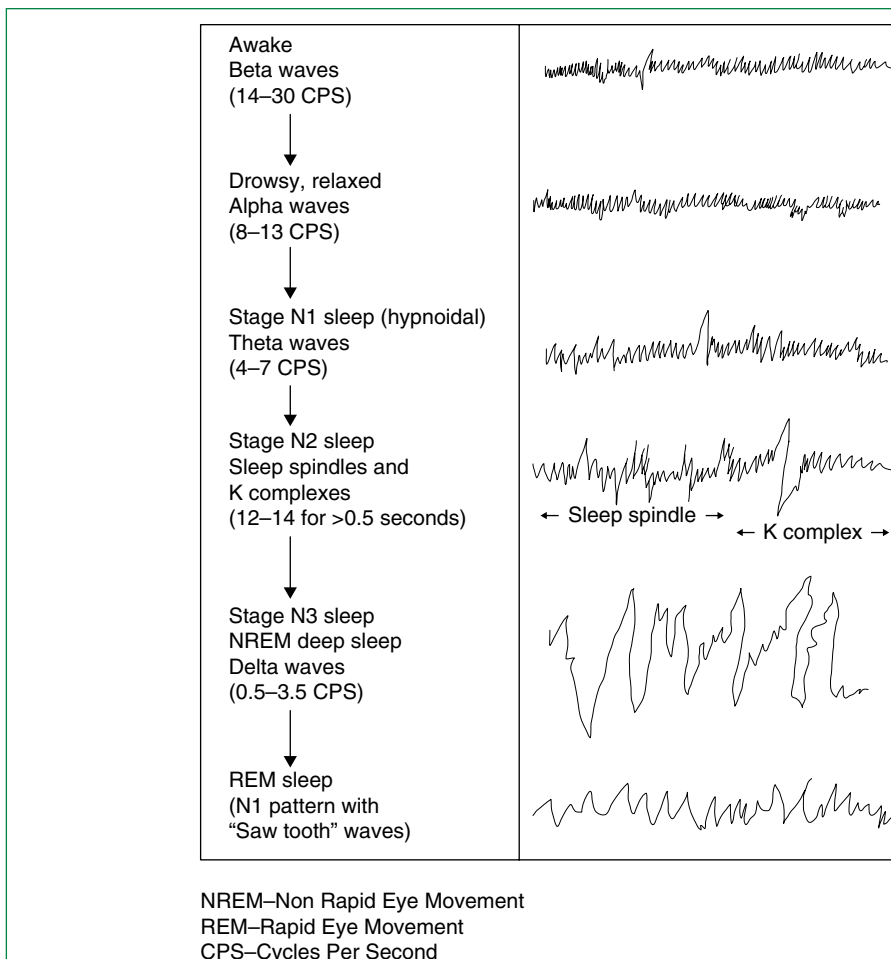 Awake
Beta waves
(14–30 CPS)
Drowsy, relaxed
Alpha waves
(8–13 CPS)
Stage N1 sleep (hypnoidal)
Theta waves
(4–7 CPS)
Stage N2 sleep
Sleep spindles and
K complexes
(12–14 for >0.5 seconds)
Sleep spindle
K complex
Stage N3 sleep
NREM deep sleep
Delta waves
(0.5–3.5 CPS)
REM sleep
(N1 pattern with
“Saw tooth” waves)
NREM–Non Rapid Eye Movement
REM–Rapid Eye Movement
CPS–Cycles Per Second